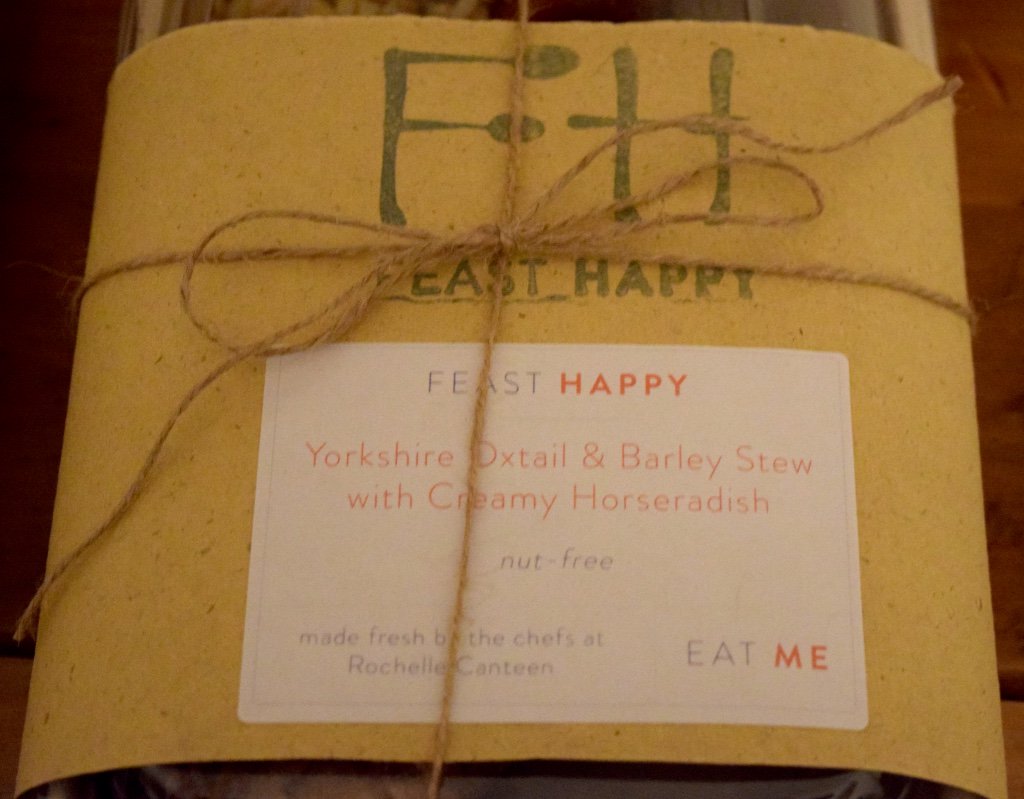 FH
FEAST HAPPY
FEAST HAPPY
Yorkshire Oxtail & Barley Stew
with Creamy Horseradish
nut-free
made fresh by the chefs at
Rochelle Canteen
EAT ME